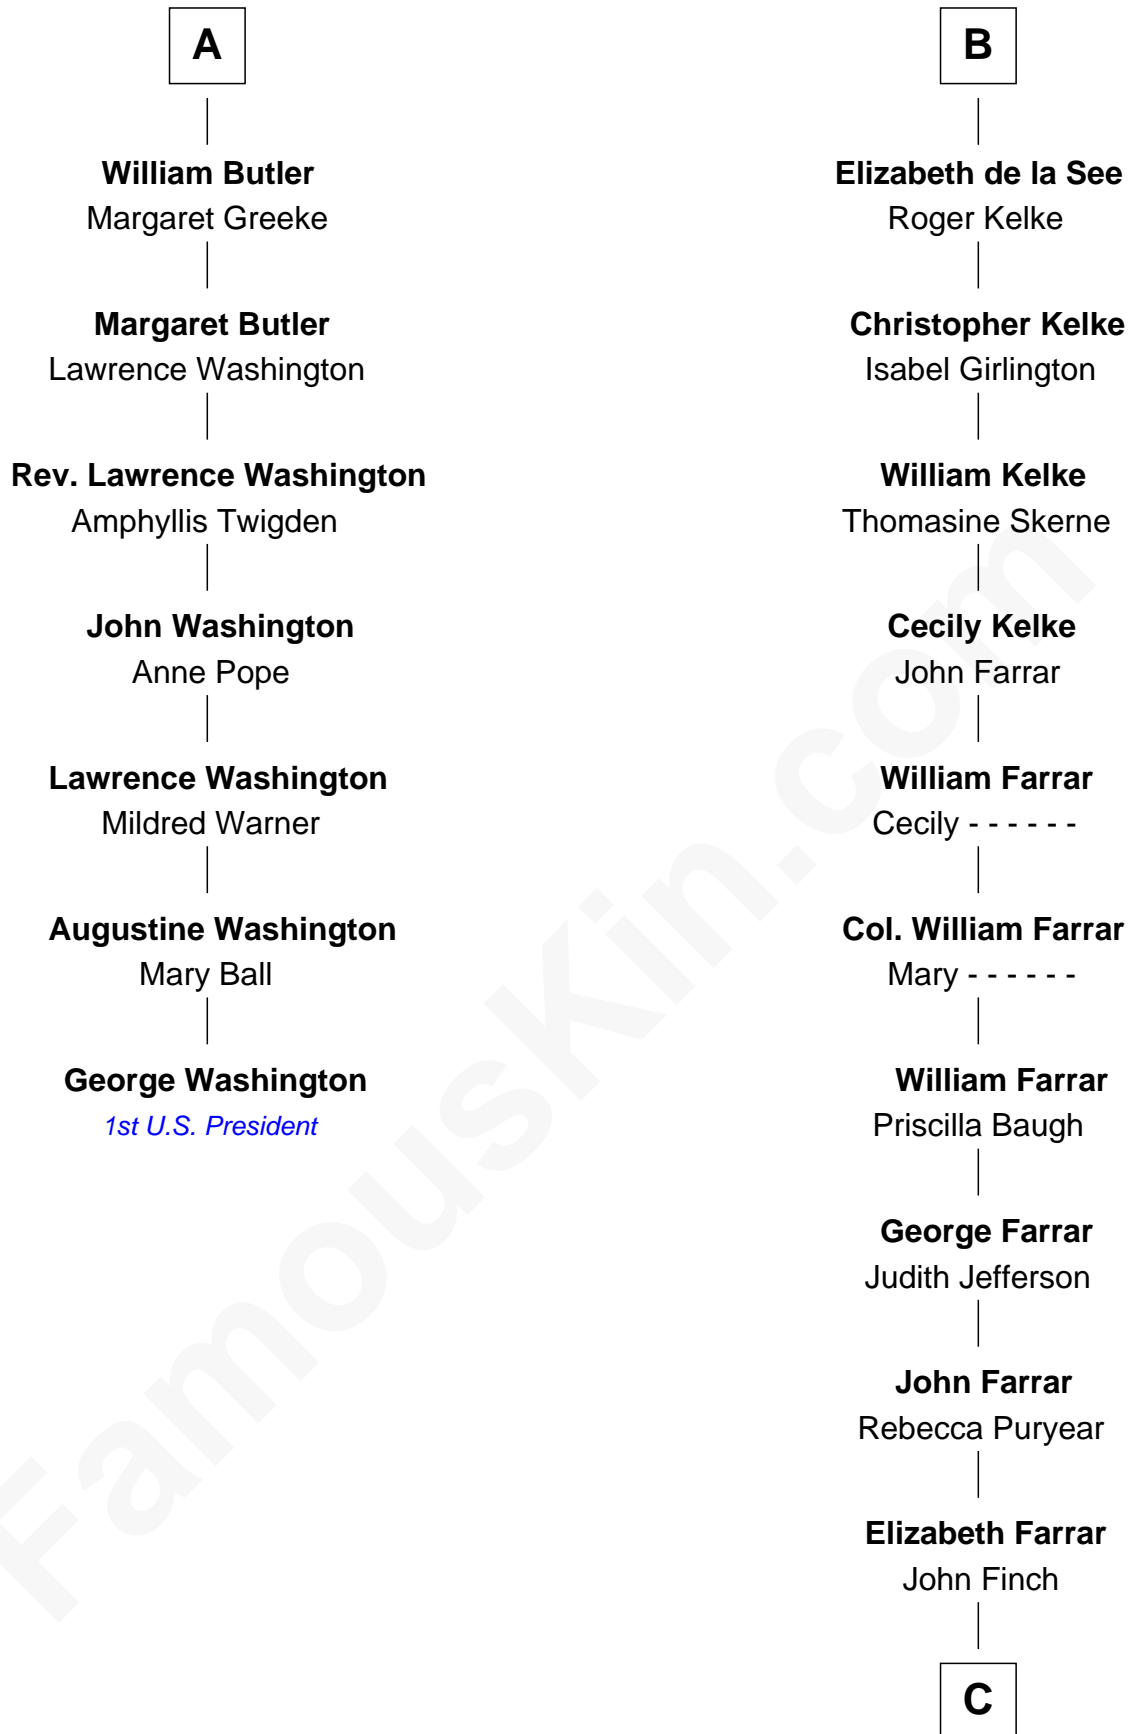 A
William Butler
Margaret Greeke
Margaret Butler
Lawrence Washington
Rev. Lawrence Washington
Amphyllis Twigden
John Washington
Anne Pope
Lawrence Washington
Mildred Warner
Augustine Washington
Mary Ball
George Washington
1st U.S. President
B
Elizabeth de la See
Roger Kelke
Christopher Kelke
Isabel Girlington
William Kelke
Thomasine Skerne
Cecily Kelke
John Farrar
William Farrar
Cecily - - - - - -
Col. William Farrar
Mary - - - - - -
William Farrar
Priscilla Baugh
George Farrar
Judith Jefferson
John Farrar
Rebecca Puryear
Elizabeth Farrar
John Finch
C
FamousKin.com